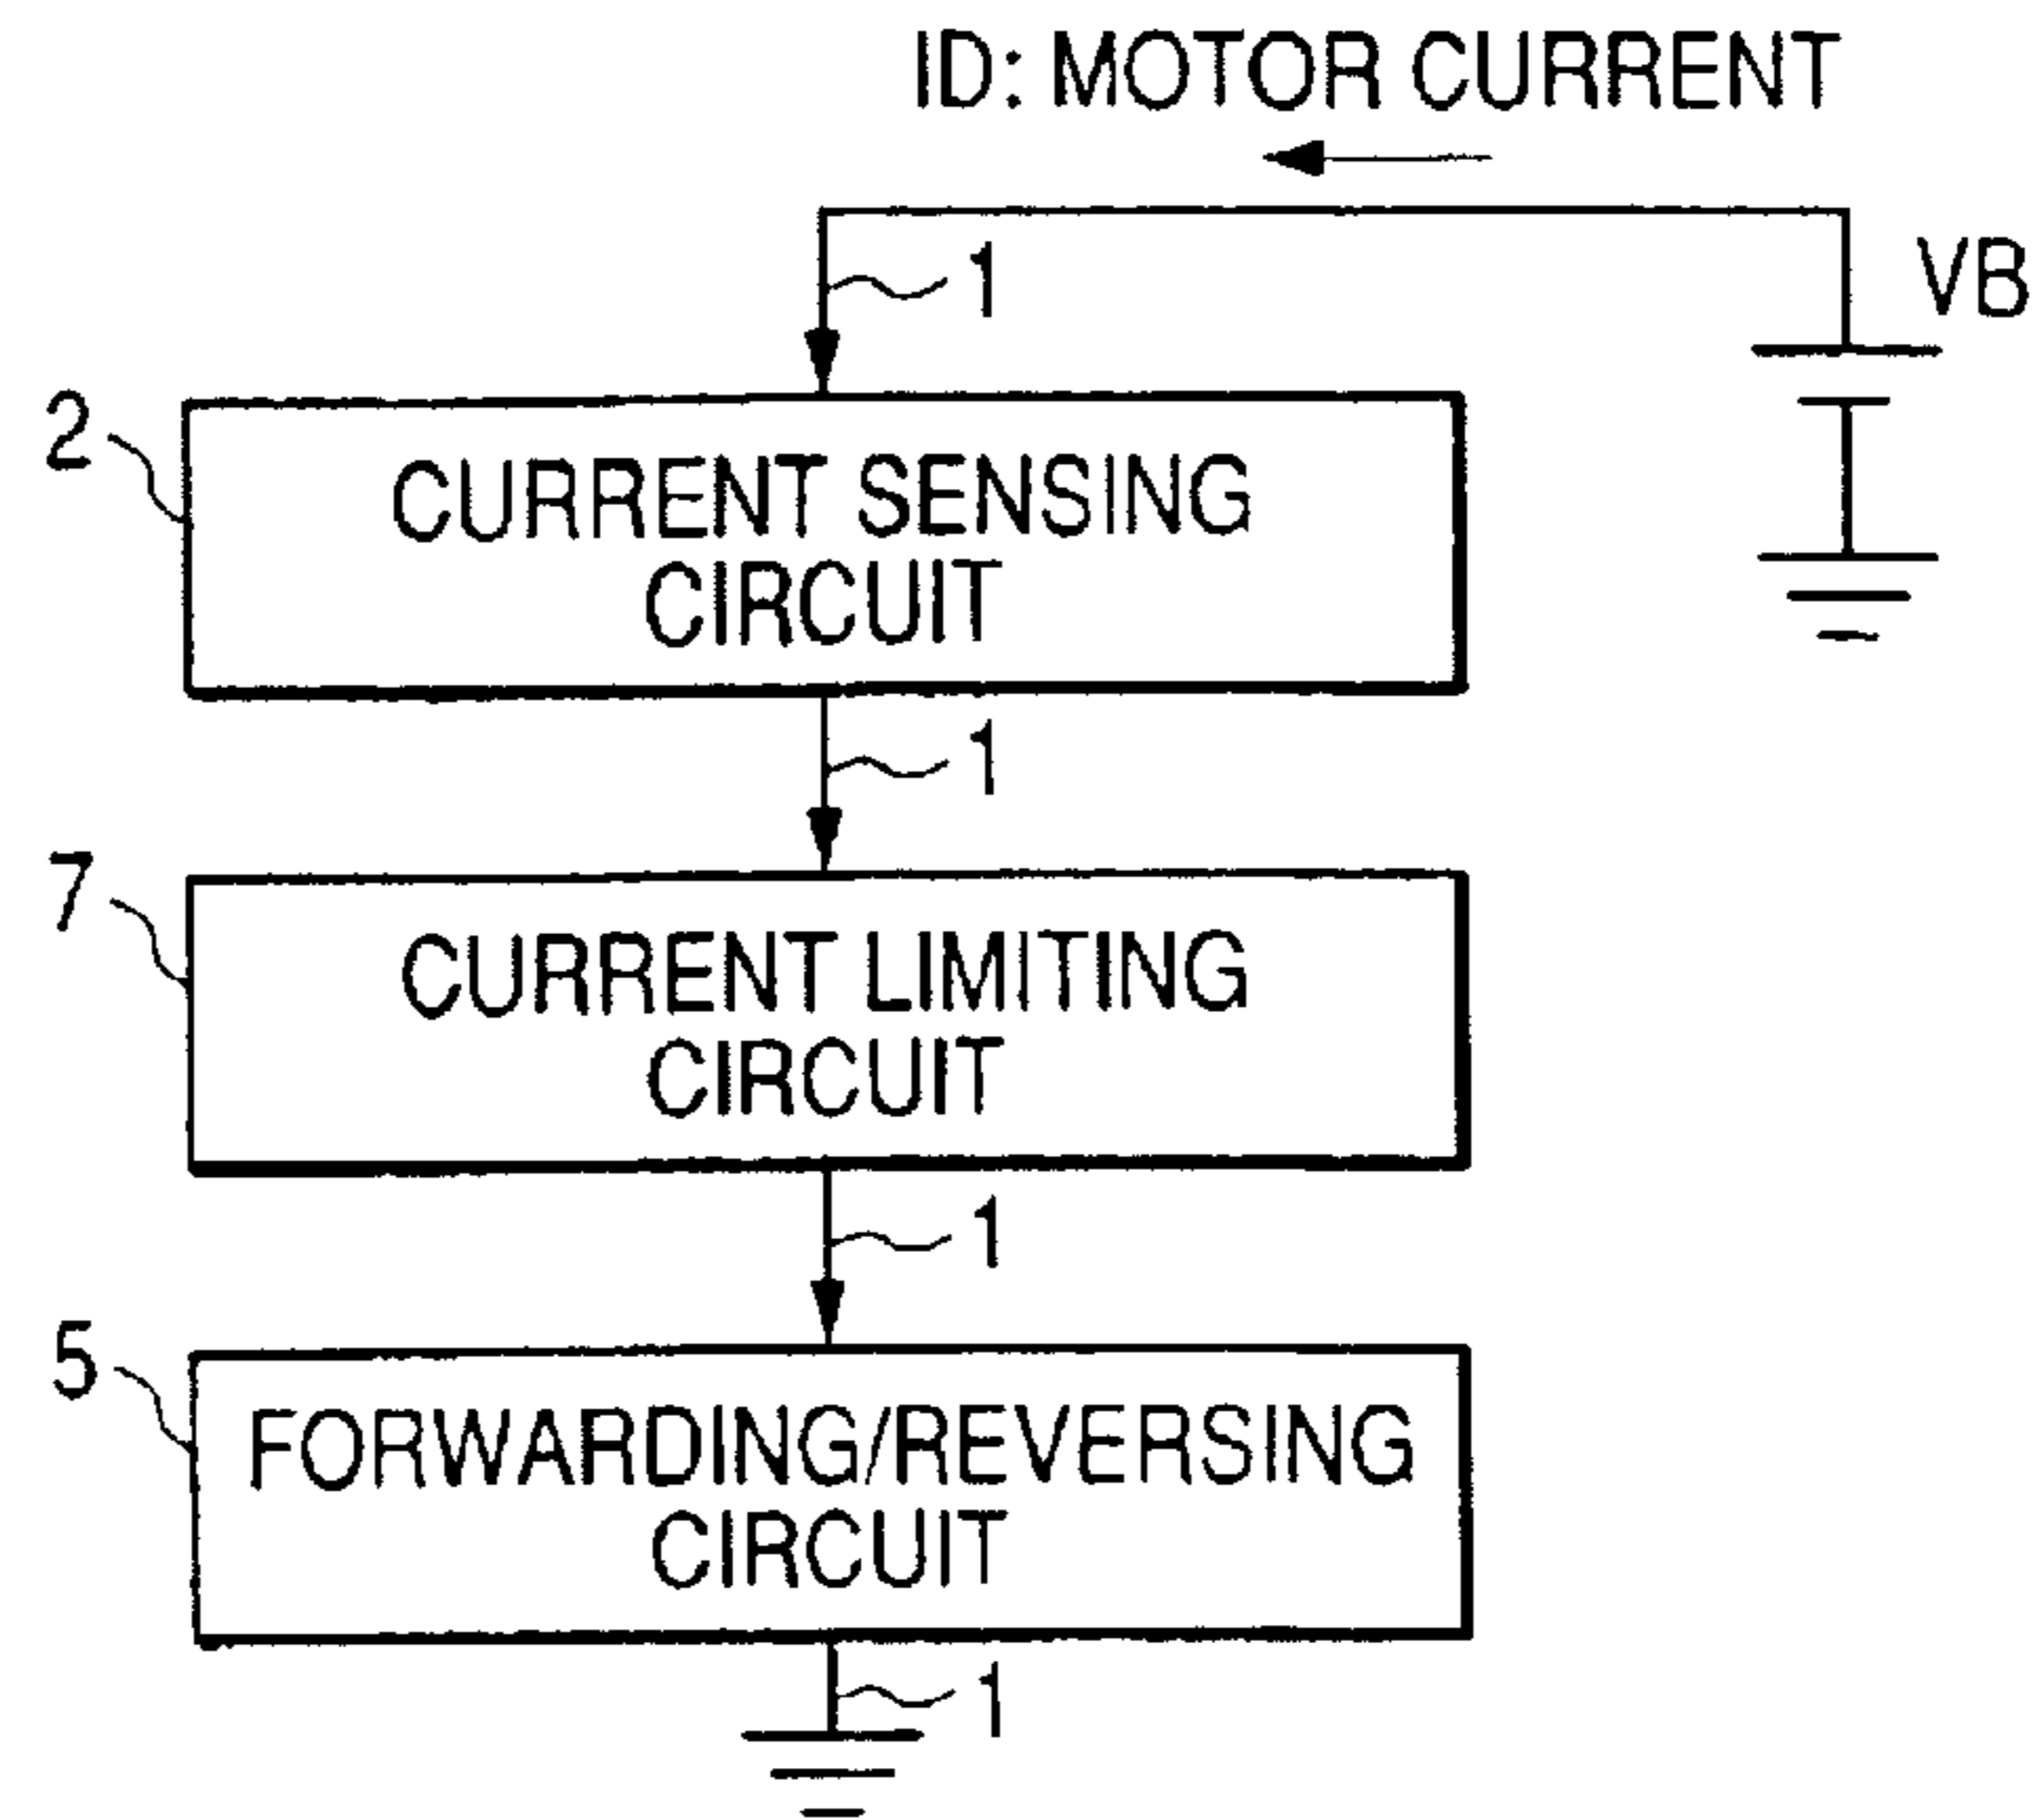 ID: MOTOR CURRENT
1
VB
2
CURRENT SENSING
CIRCUIT
1
7
CURRENT LIMITING
CIRCUIT
1
5
FORWARDING/REVERSING
CIRCUIT
1